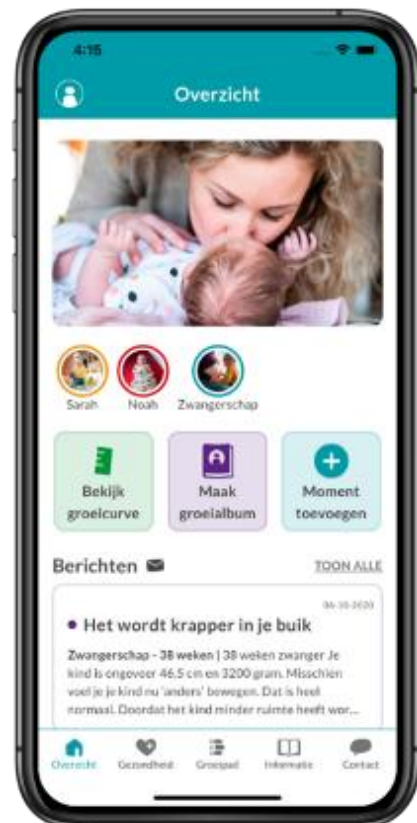 4:15
Overzicht
Sarah
Noah
Zwangerschap
Bekijk
groeicurve
Maak
groeialbum
Moment
toevoegen
Berichten
TOON ALLE
06-10-2020
Het wordt krapper in je buik
Zwangerschap - 38 weken | 38 weken zwanger Je
kind is ongeveer 46.5 cm en 3200 gram. Misschien
voel je je kind nu 'anders' bewegen. Dat is heel
normaal. Doordat het kind minder ruimte heeft wor...
Overzicht
Gezondheid
Groeipad
Informatie
Contact